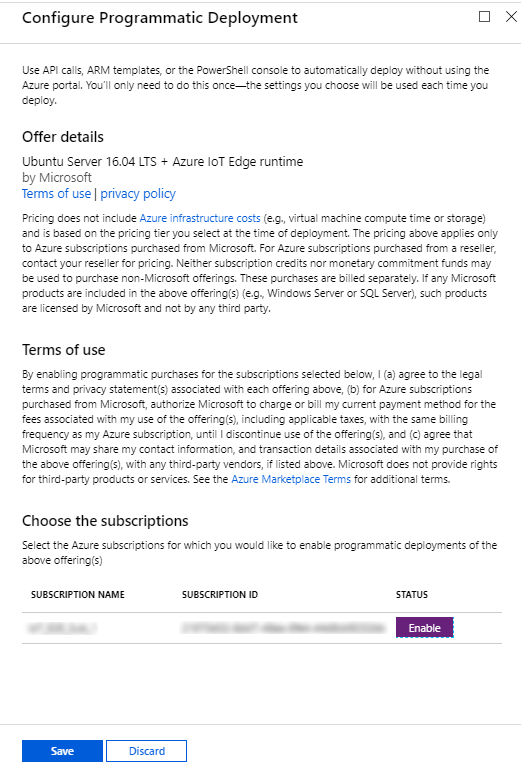 Configure Programmatic Deployment
Use API calls, ARM templates, or the PowerShell console to automatically deploy without using the
Azure portal. You'll only need to do this once—the settings you choose will be used each time you
deploy.
Offer details
Ubuntu Server 16.04 LTS + Azure IoT Edge runtime
by Microsoft
Terms of use | privacy policy
Pricing does not include Azure infrastructure costs (e.g., virtual machine compute time or storage)
and is based on the pricing tier you select at the time of deployment. The pricing above applies only
to Azure subscriptions purchased from Microsoft. For Azure subscriptions purchased from a reseller,
contact your reseller for pricing. Neither subscription credits nor monetary commitment funds may
be used to purchase non-Microsoft offerings. These purchases are billed separately. If any Microsoft
products are included in the above offering(s) (e.g., Windows Server or SQL Server), such products
are licensed by Microsoft and not by any third party.
Terms of use
By enabling programmatic purchases for the subscriptions selected below, I (a) agree to the legal
terms and privacy statement(s) associated with each offering above, (b) for Azure subscriptions
purchased from Microsoft, authorize Microsoft to charge or bill my current payment method for the
fees associated with my use of the offering(s), including applicable taxes, with the same billing
frequency as my Azure subscription, until I discontinue use of the offering(s), and (c) agree that
Microsoft may share my contact information, and transaction details associated with my purchase of
the above offering(s), with any third-party vendors, if listed above. Microsoft does not provide rights
for third-party products or services. See the Azure Marketplace Terms for additional terms.
Choose the subscriptions
Select the Azure subscriptions for which you would like to enable programmatic deployments of the
above offering(s)
SUBSCRIPTION NAME SUBSCRIPTION ID STATUS
Enable
Save Discard